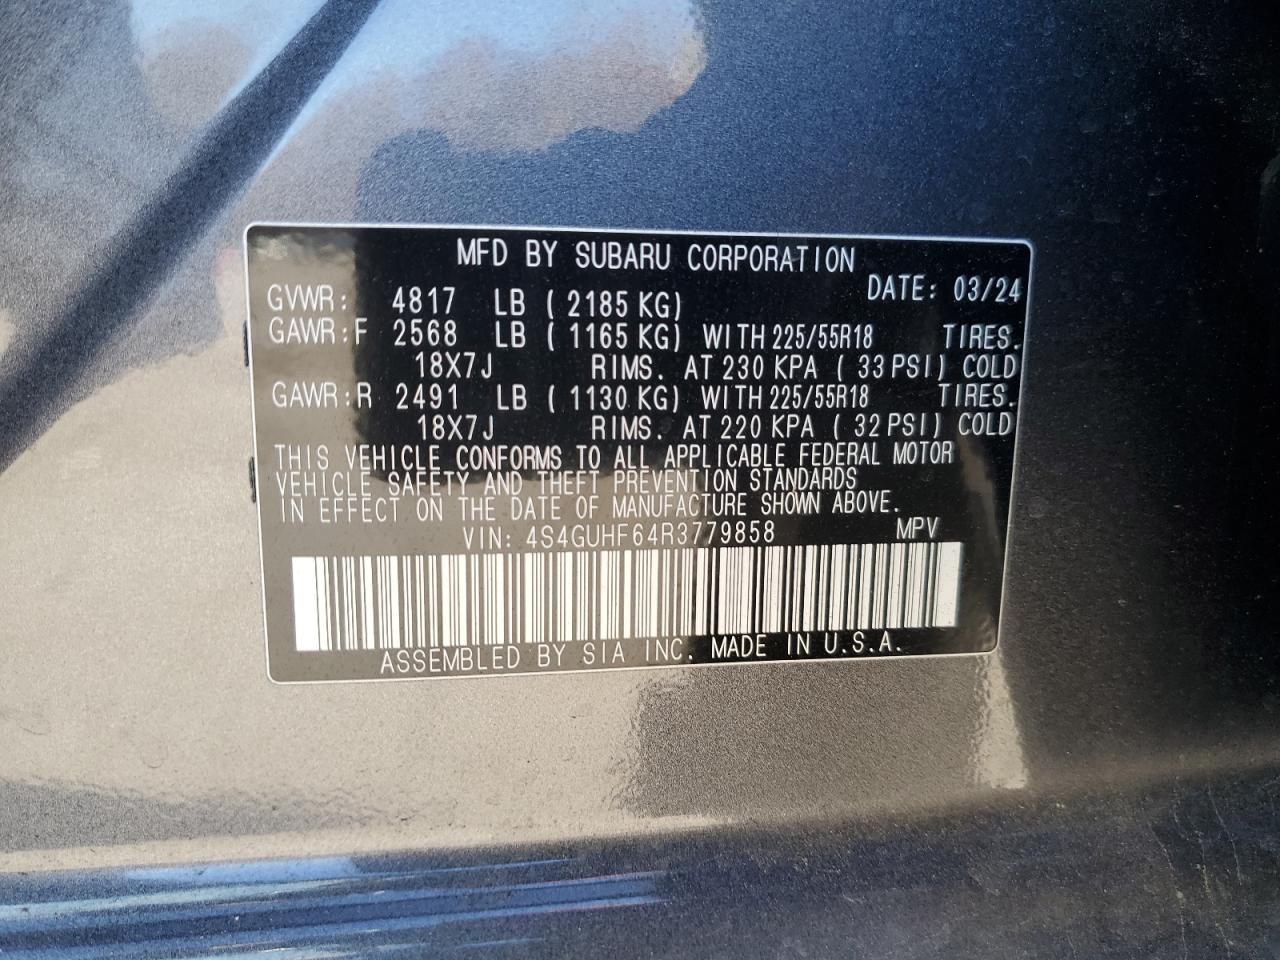 MFD BY SUBARU CORPORATION
DATE: 03/24
GVWR: 4817 LB ( 2185 KG)
GAWR:F 2568 LB ( 1165 KG) WITH 225/55R18 TIRES.
18X7J RIMS. AT 230 KPA ( 33 PSI) COLD
GAWR:R 2491 LB ( 1130 KG) WITH 225/55R18 TIRES.
18X7J RIMS. AT 220 KPA ( 32 PSI) COLD
THIS VEHICLE CONFORMS TO ALL APPLICABLE FEDERAL MOTOR
VEHICLE SAFETY AND THEFT PREVENTION STANDARDS
IN EFFECT ON THE DATE OF MANUFACTURE SHOWN ABOVE.
VIN: 4S4GUHF64R3779858 MPV
ASSEMBLED BY SIA INC. MADE IN U.S.A.